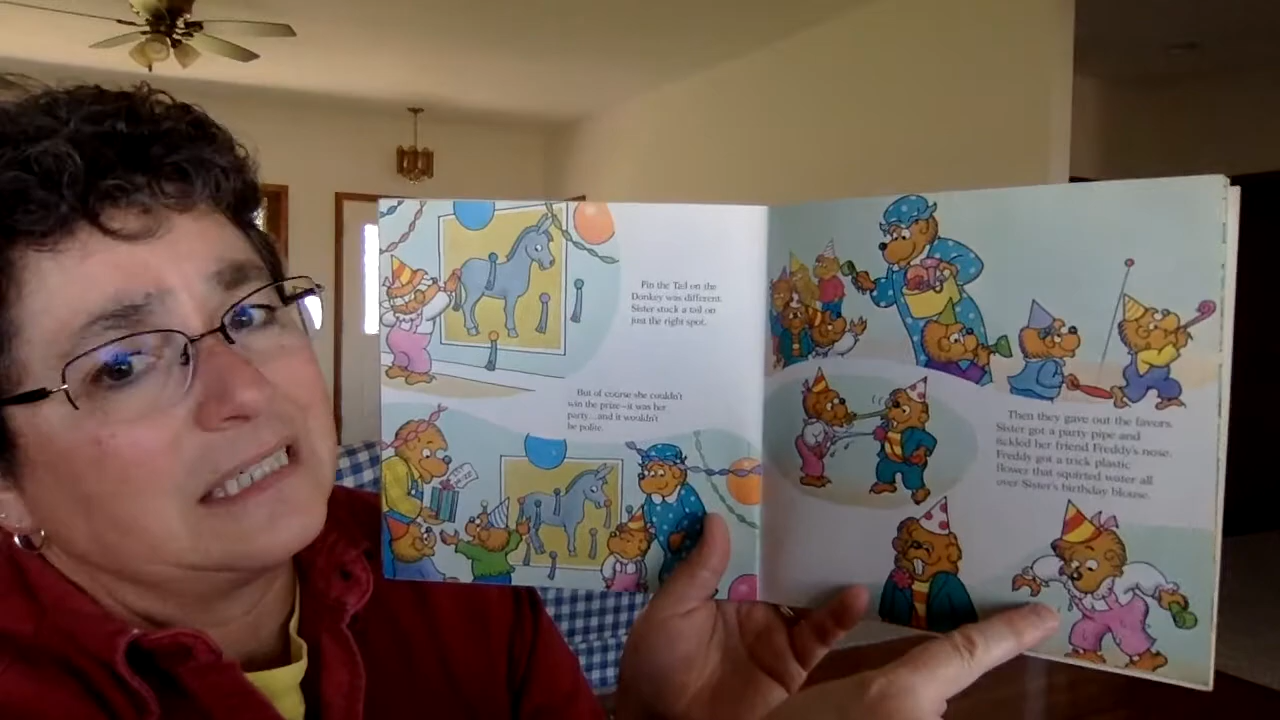 Pin the Tail on the
Donkey was different.
Sister stuck a tail on
just the right spot.
But of course she couldn't
win the prize—it was her
party...and it wouldn't
be polite.
Then they gave out the favors.
Sister got a party pipe and
tickled her friend Freddy's nose.
Freddy got a trick plastic
flower that squirted water all
over Sister's birthday blouse.